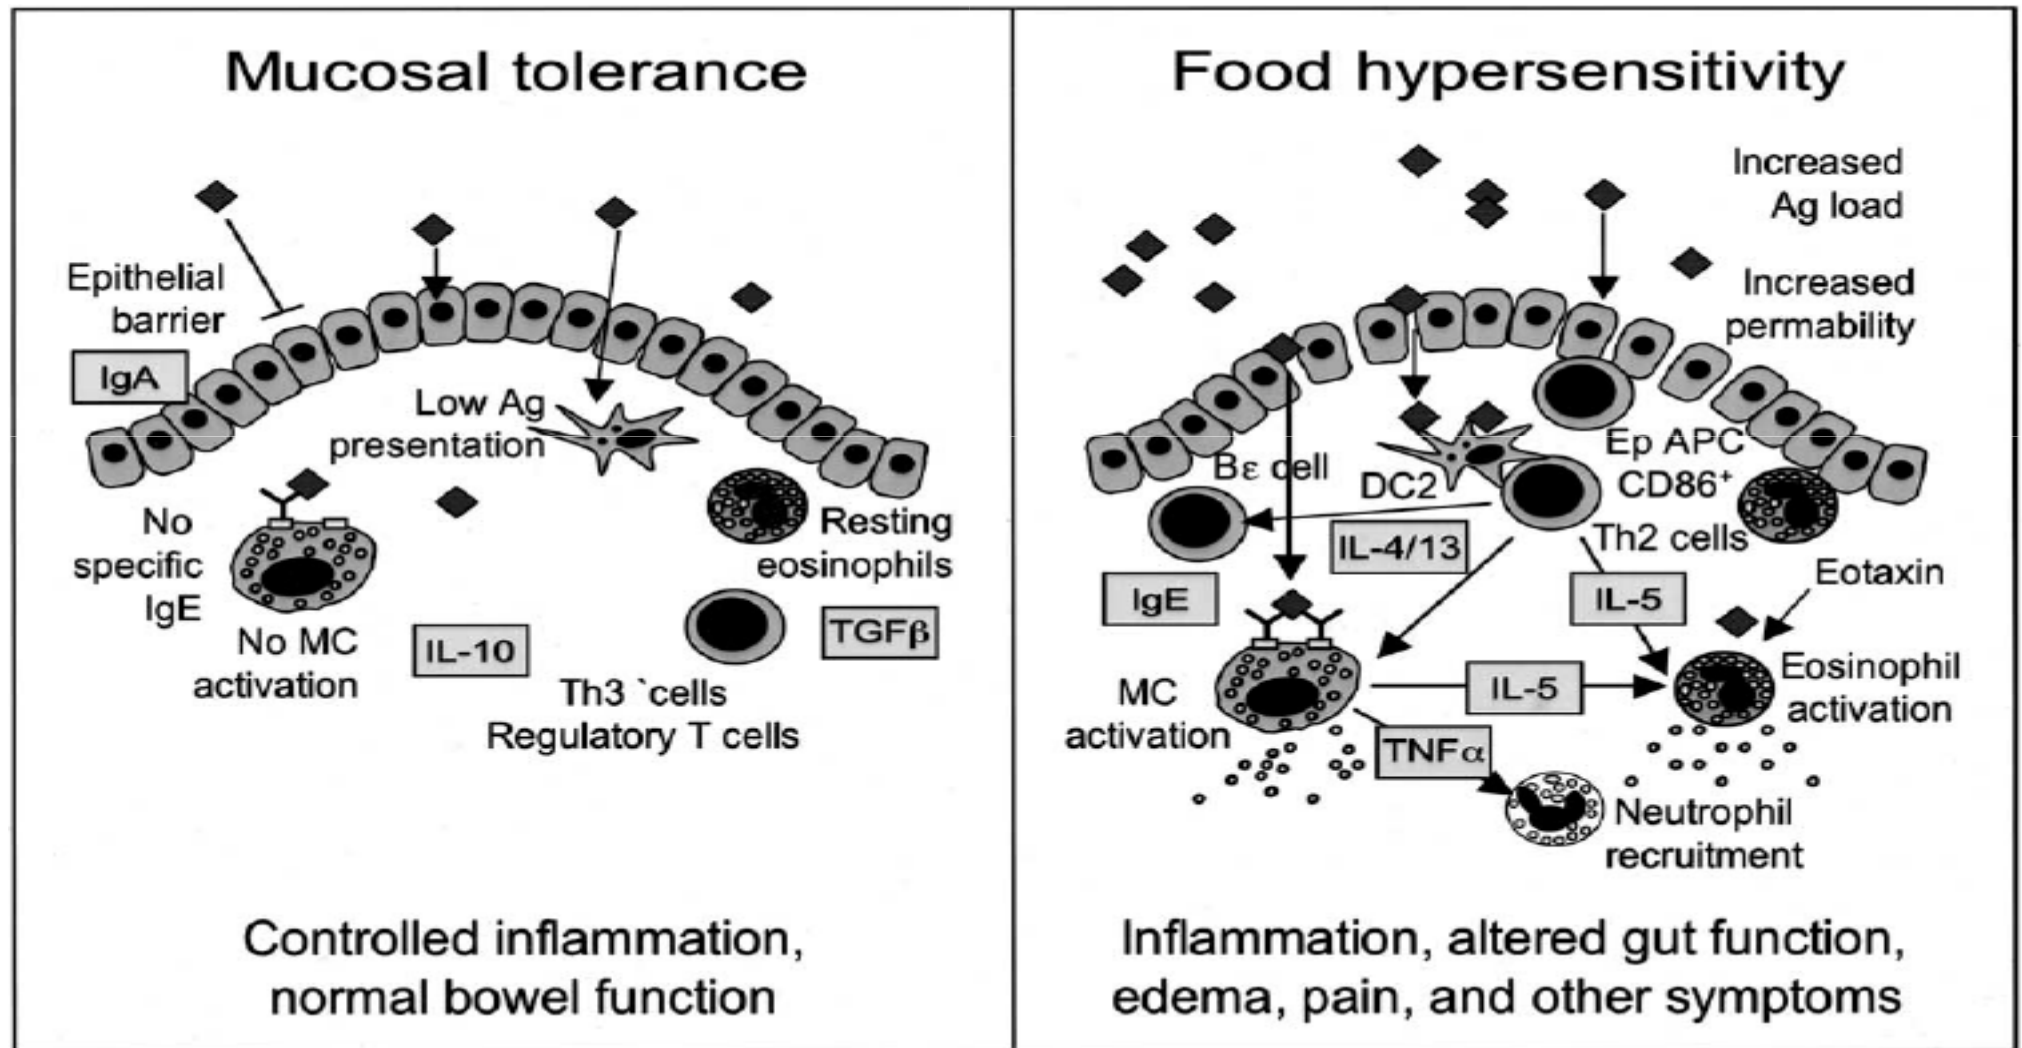 Mucosal tolerance
Epithelial
barrier
IgA
Low Ag
presentation
No
specific
IgE
No MC
activation
IL-10
Resting
eosinophils
TGFβ
Th3 `cells
Regulatory T cells
Controlled inflammation,
normal bowel function
Food hypersensitivity
Increased
Ag load
Increased
permability
Bε cell
DC2
Ep APC
CD86⁺
Th2 cells
IL-4/13
IgE
IL-5
Eotaxin
MC
activation
IL-5
Eosinophil
activation
TNFα
Neutrophil
recruitment
Inflammation, altered gut function,
edema, pain, and other symptoms